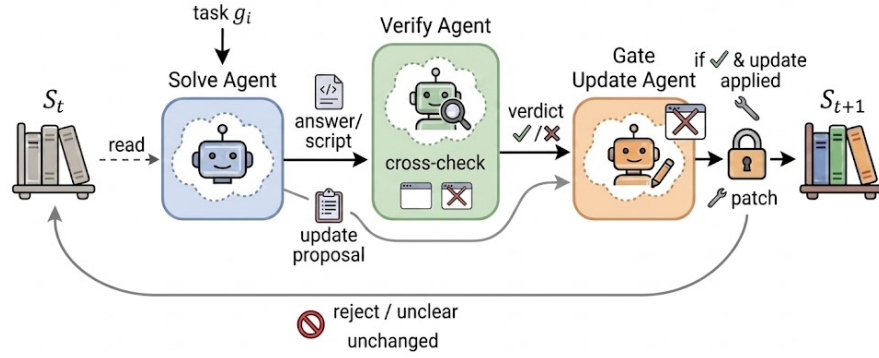 task g_i
Verify Agent
Solve Agent
Gate
Update Agent
if ✓ & update
applied
S_t
S_{t+1}
read
answer/
script
cross-check
verdict
✓/✗
patch
update
proposal
reject / unclear
unchanged